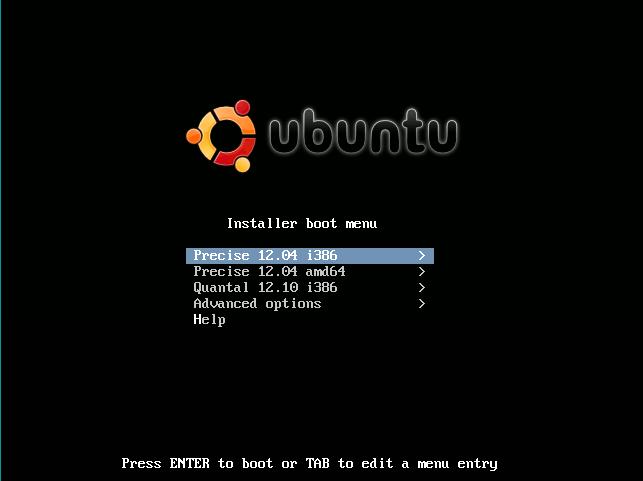 ubuntu
Installer boot menu
Precise 12.04 i386 >
Precise 12.04 amd64 >
Quantal 12.10 i386 >
Advanced options >
Help
Press ENTER to boot or TAB to edit a menu entry